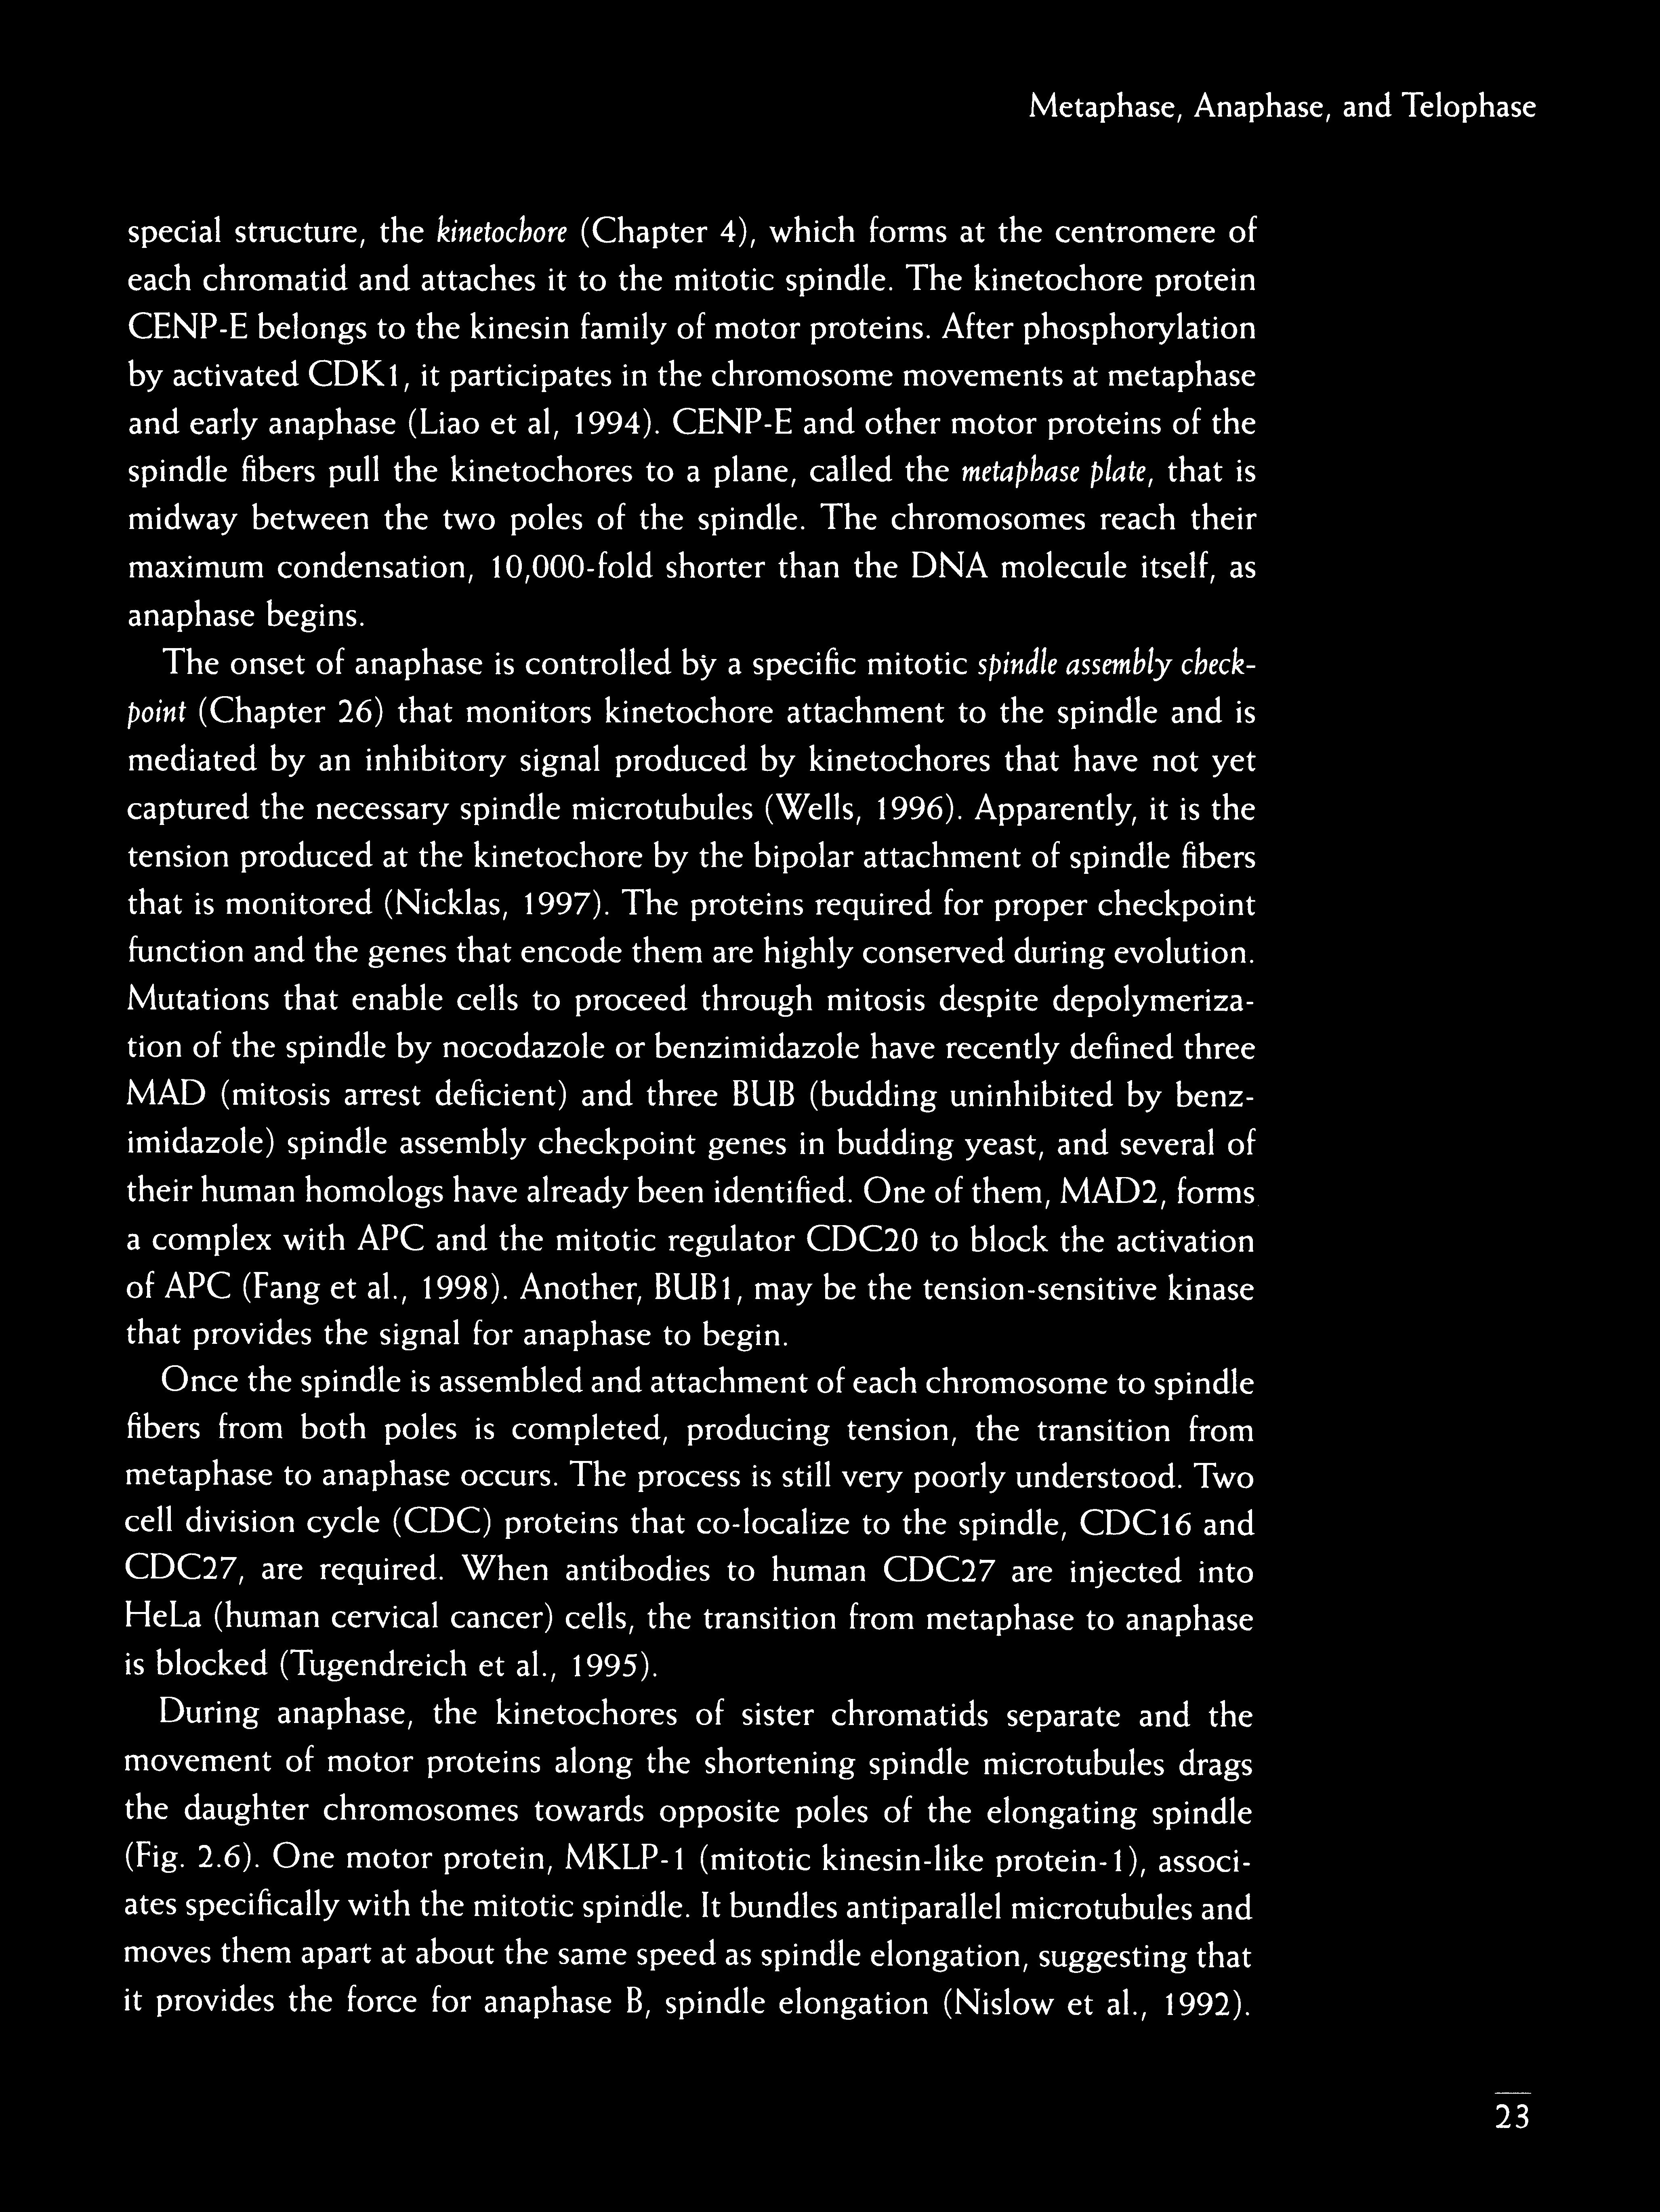 Metaphase, Anaphase, and Telophase
special structure, the kinetochore (Chapter 4), which forms at the centromere of
each chromatid and attaches it to the mitotic spindle. The kinetochore protein
CENP-E belongs to the kinesin family of motor proteins. After phosphorylation
by activated CDK1, it participates in the chromosome movements at metaphase
and early anaphase (Liao et al, 1994). CENP-E and other motor proteins of the
spindle fibers pull the kinetochores to a plane, called the metaphase plate, that is
midway between the two poles of the spindle. The chromosomes reach their
maximum condensation, 10,000-fold shorter than the DNA molecule itself, as
anaphase begins.
The onset of anaphase is controlled by a specific mitotic spindle assembly check-
point (Chapter 26) that monitors kinetochore attachment to the spindle and is
mediated by an inhibitory signal produced by kinetochores that have not yet
captured the necessary spindle microtubules (Wells, 1996). Apparently, it is the
tension produced at the kinetochore by the bipolar attachment of spindle fibers
that is monitored (Nicklas, 1997). The proteins required for proper checkpoint
function and the genes that encode them are highly conserved during evolution.
Mutations that enable cells to proceed through mitosis despite depolymeriza-
tion of the spindle by nocodazole or benzimidazole have recently defined three
MAD (mitosis arrest deficient) and three BUB (budding uninhibited by benz-
imidazole) spindle assembly checkpoint genes in budding yeast, and several of
their human homologs have already been identified. One of them, MAD2, forms
a complex with APC and the mitotic regulator CDC20 to block the activation
of APC (Fang et al., 1998). Another, BUB1, may be the tension-sensitive kinase
that provides the signal for anaphase to begin.
Once the spindle is assembled and attachment of each chromosome to spindle
fibers from both poles is completed, producing tension, the transition from
metaphase to anaphase occurs. The process is still very poorly understood. Two
cell division cycle (CDC) proteins that co-localize to the spindle, CDC16 and
CDC27, are required. When antibodies to human CDC27 are injected into
HeLa (human cervical cancer) cells, the transition from metaphase to anaphase
is blocked (Tugendreich et al., 1995).
During anaphase, the kinetochores of sister chromatids separate and the
movement of motor proteins along the shortening spindle microtubules drags
the daughter chromosomes towards opposite poles of the elongating spindle
(Fig. 2.6). One motor protein, MKLP-1 (mitotic kinesin-like protein-1), associ-
ates specifically with the mitotic spindle. It bundles antiparallel microtubules and
moves them apart at about the same speed as spindle elongation, suggesting that
it provides the force for anaphase B, spindle elongation (Nislow et al., 1992).
23